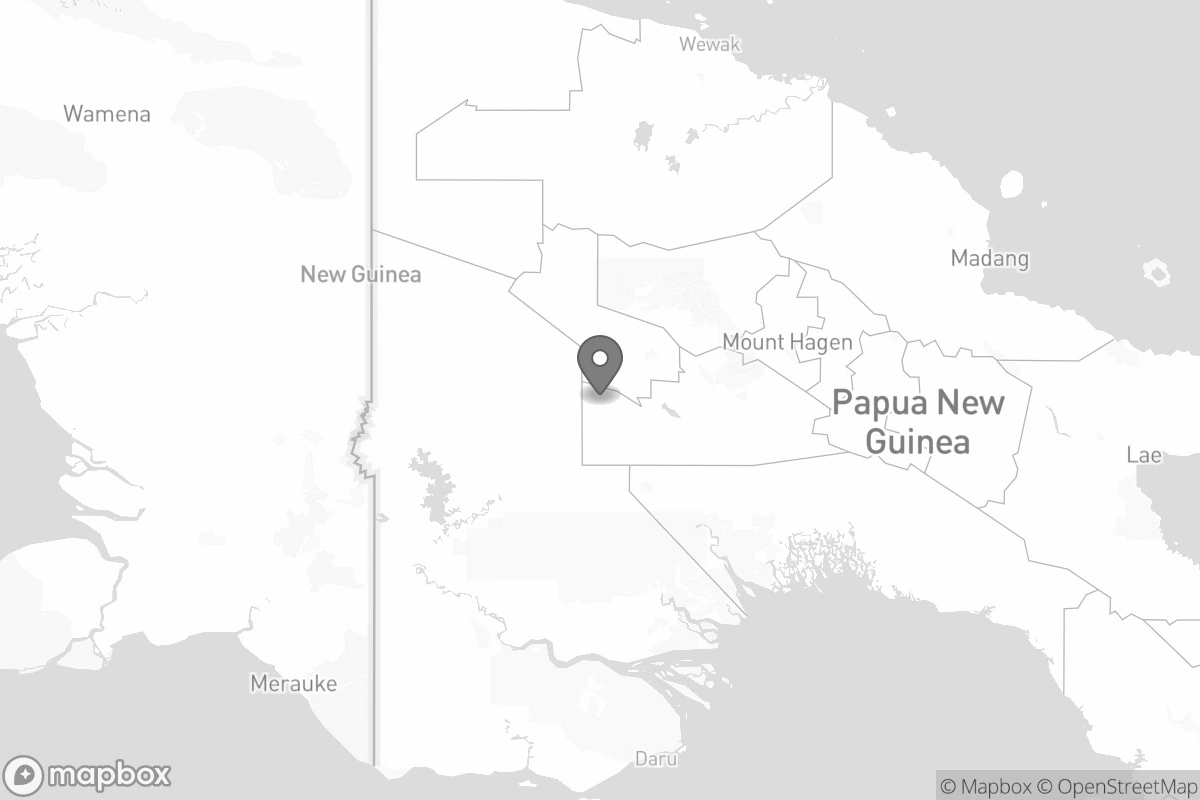 Wewak
Wamena
Madang
New Guinea
Mount Hagen
Papua New
Guinea
Lae
Merauke
Daru
mapbox
© Mapbox © OpenStreetMap